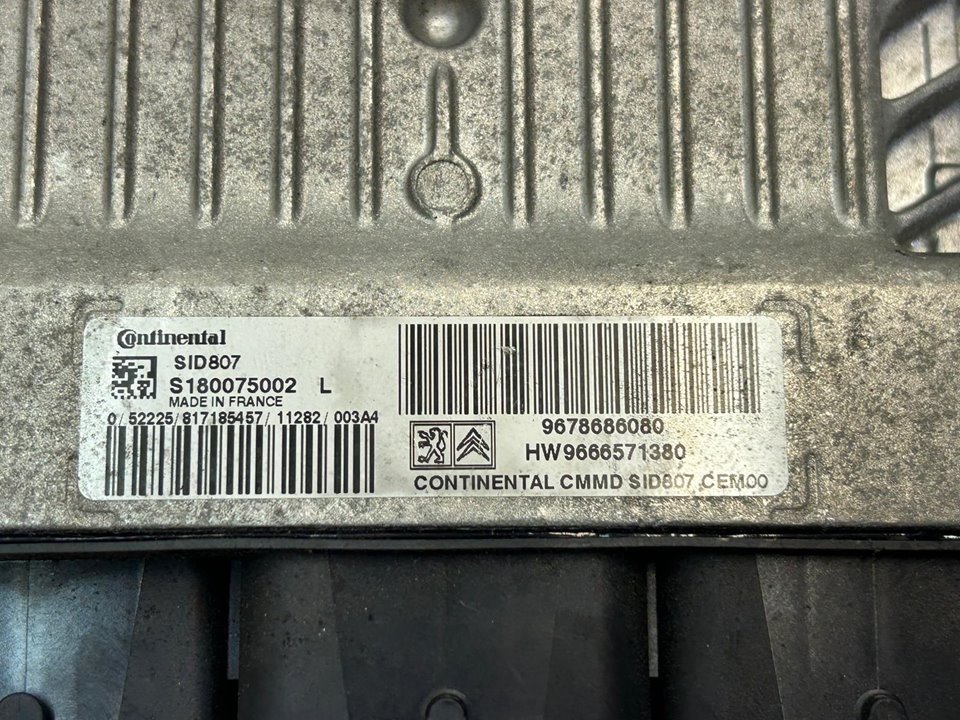 Continental
SID807
S180075002 L
MADE IN FRANCE
0/ 52225/ 817185457/ 11282/ 003A4
9678686080
HW9666571380
CONTINENTAL CMMD SID807 CEM00